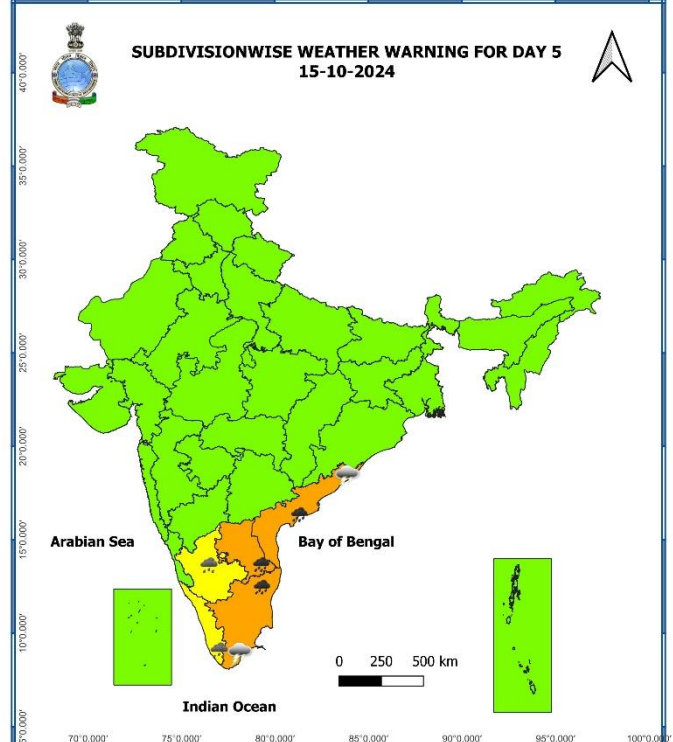 SUBDIVISIONWISE WEATHER WARNING FOR DAY 5
15-10-2024
40°0.000'
35°0.000'
30°0.000'
25°0.000'
20°0.000'
15°0.000'
10°0.000'
5°0.000'
Arabian Sea
Bay of Bengal
0 250 500 km
Indian Ocean
70°0.000' 75°0.000' 80°0.000' 85°0.000' 90°0.000' 95°0.000' 100°0.000'